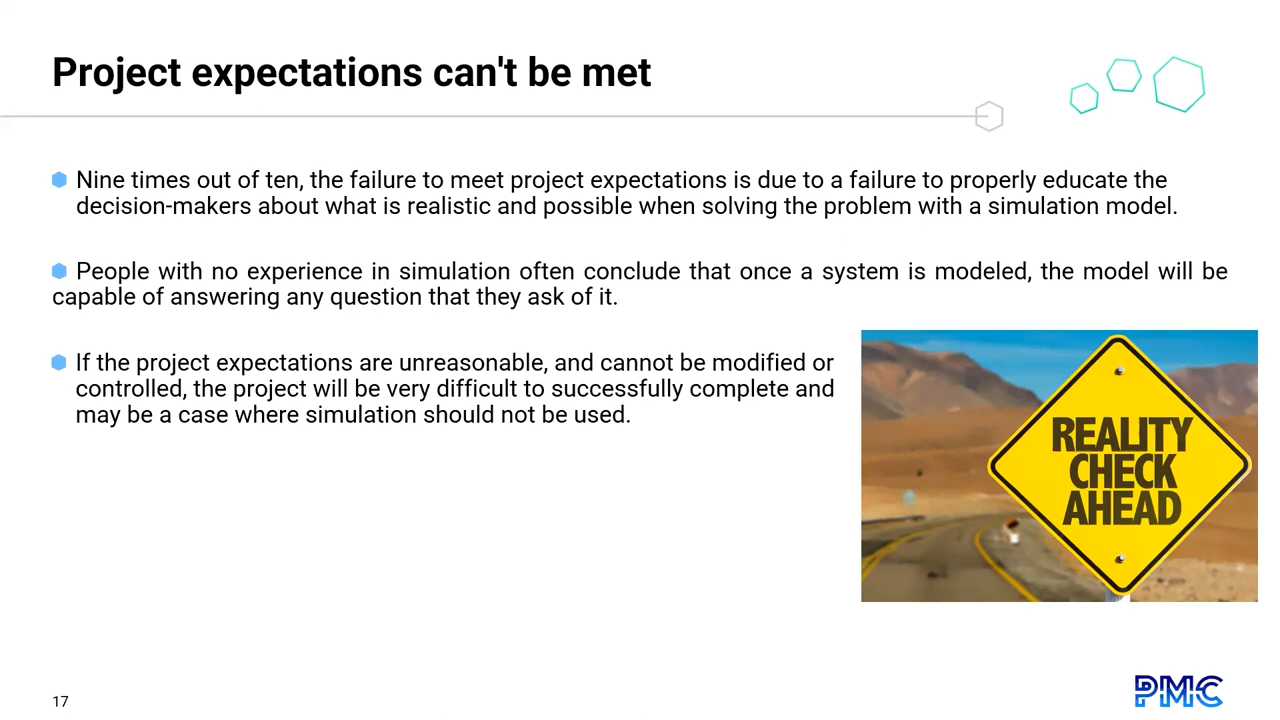 Project expectations can't be met
Nine times out of ten, the failure to meet project expectations is due to a failure to properly educate the
decision-makers about what is realistic and possible when solving the problem with a simulation model.
People with no experience in simulation often conclude that once a system is modeled, the model will be
capable of answering any question that they ask of it.
If the project expectations are unreasonable, and cannot be modified or
controlled, the project will be very difficult to successfully complete and
may be a case where simulation should not be used.
REALITY
CHECK
AHEAD
17
PMC